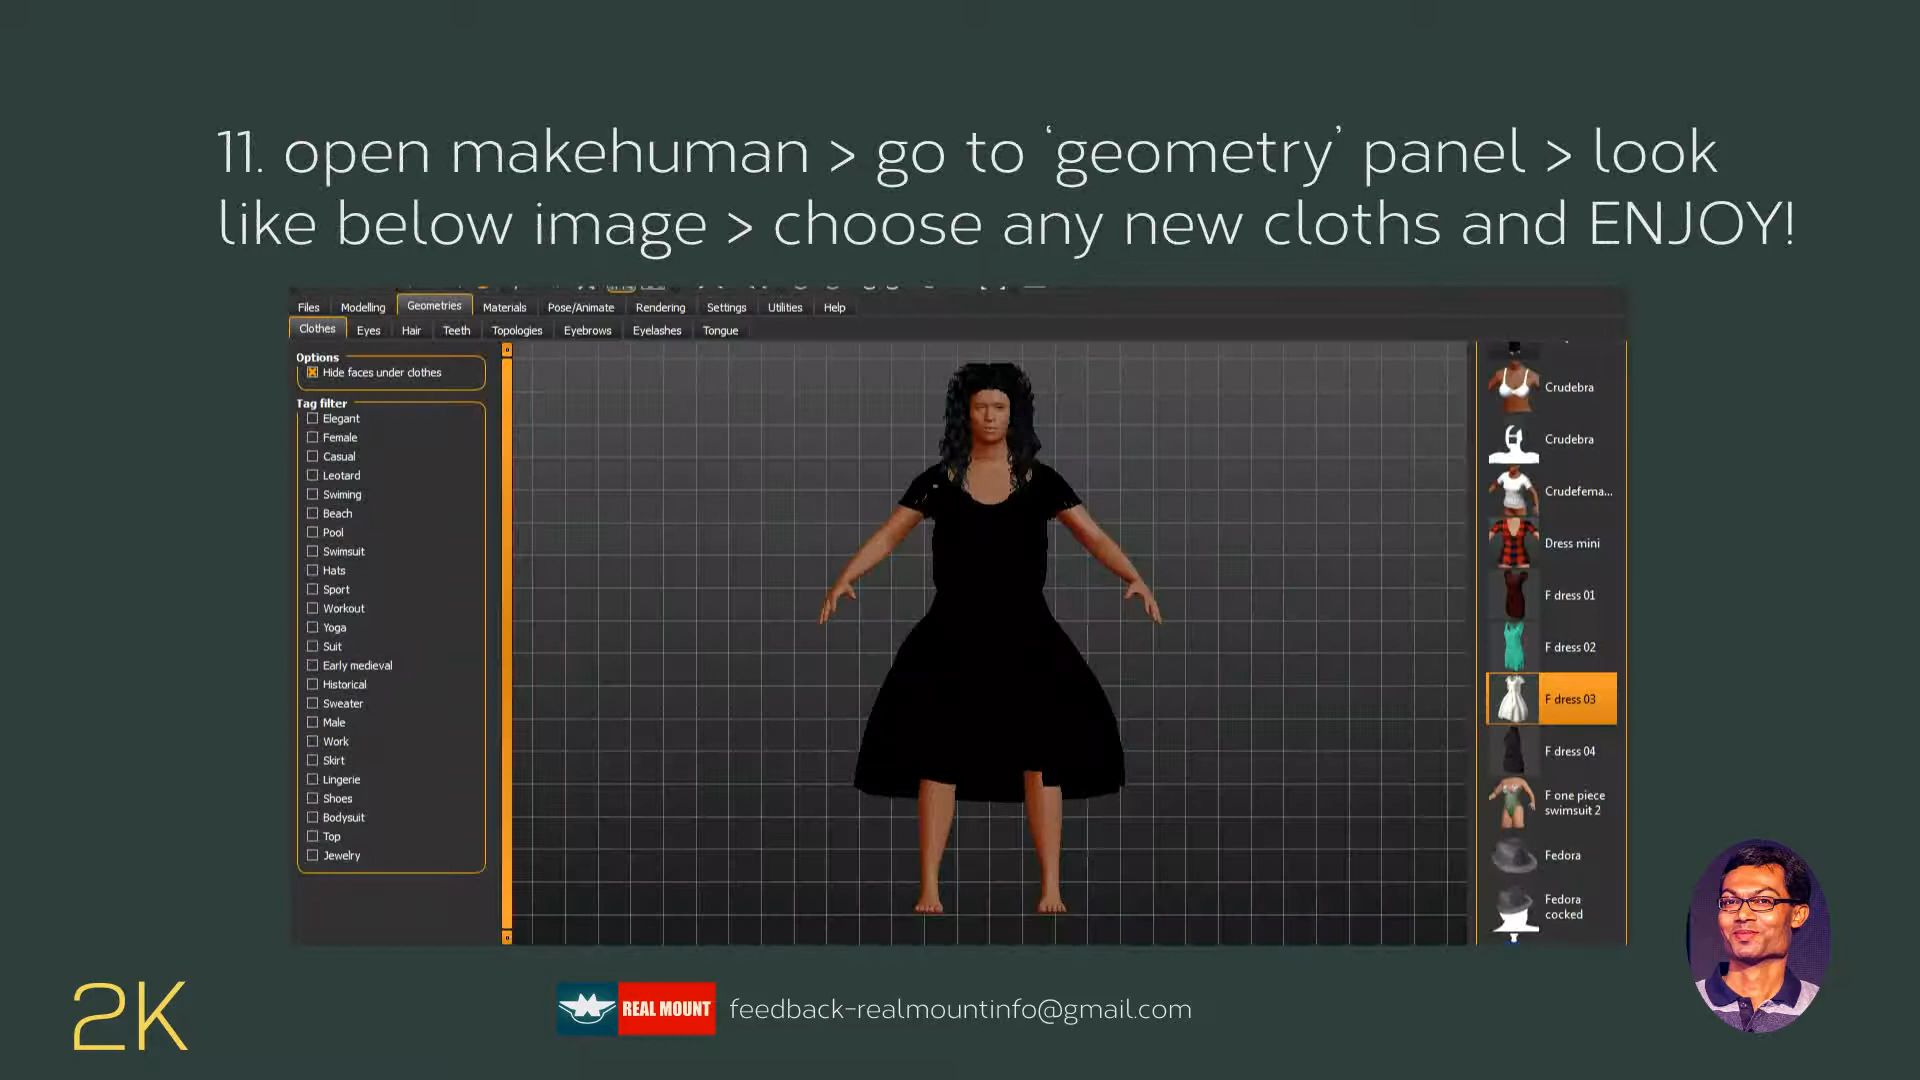 11. open makehuman > go to ‘geometry’ panel > look
like below image > choose any new cloths and ENJOY!
Files Modelling Geometries Materials Pose/Animate Rendering Settings Utilities Help
Clothes Eyes Hair Teeth Topologies Eyebrows Eyelashes Tongue
Options
Hide faces under clothes
Tag filter
Elegant
Female
Casual
Leotard
Swiming
Beach
Pool
Swimsuit
Hats
Sport
Workout
Yoga
Suit
Early medieval
Historical
Sweater
Male
Work
Skirt
Lingerie
Shoes
Bodysuit
Top
Jewelry
Crudebra
Crudebra
Crudefema...
Dress mini
F dress 01
F dress 02
F dress 03
F dress 04
F one piece
swimsuit 2
Fedora
Fedora
cocked
2K
REAL MOUNT
feedback-realmountinfo@gmail.com